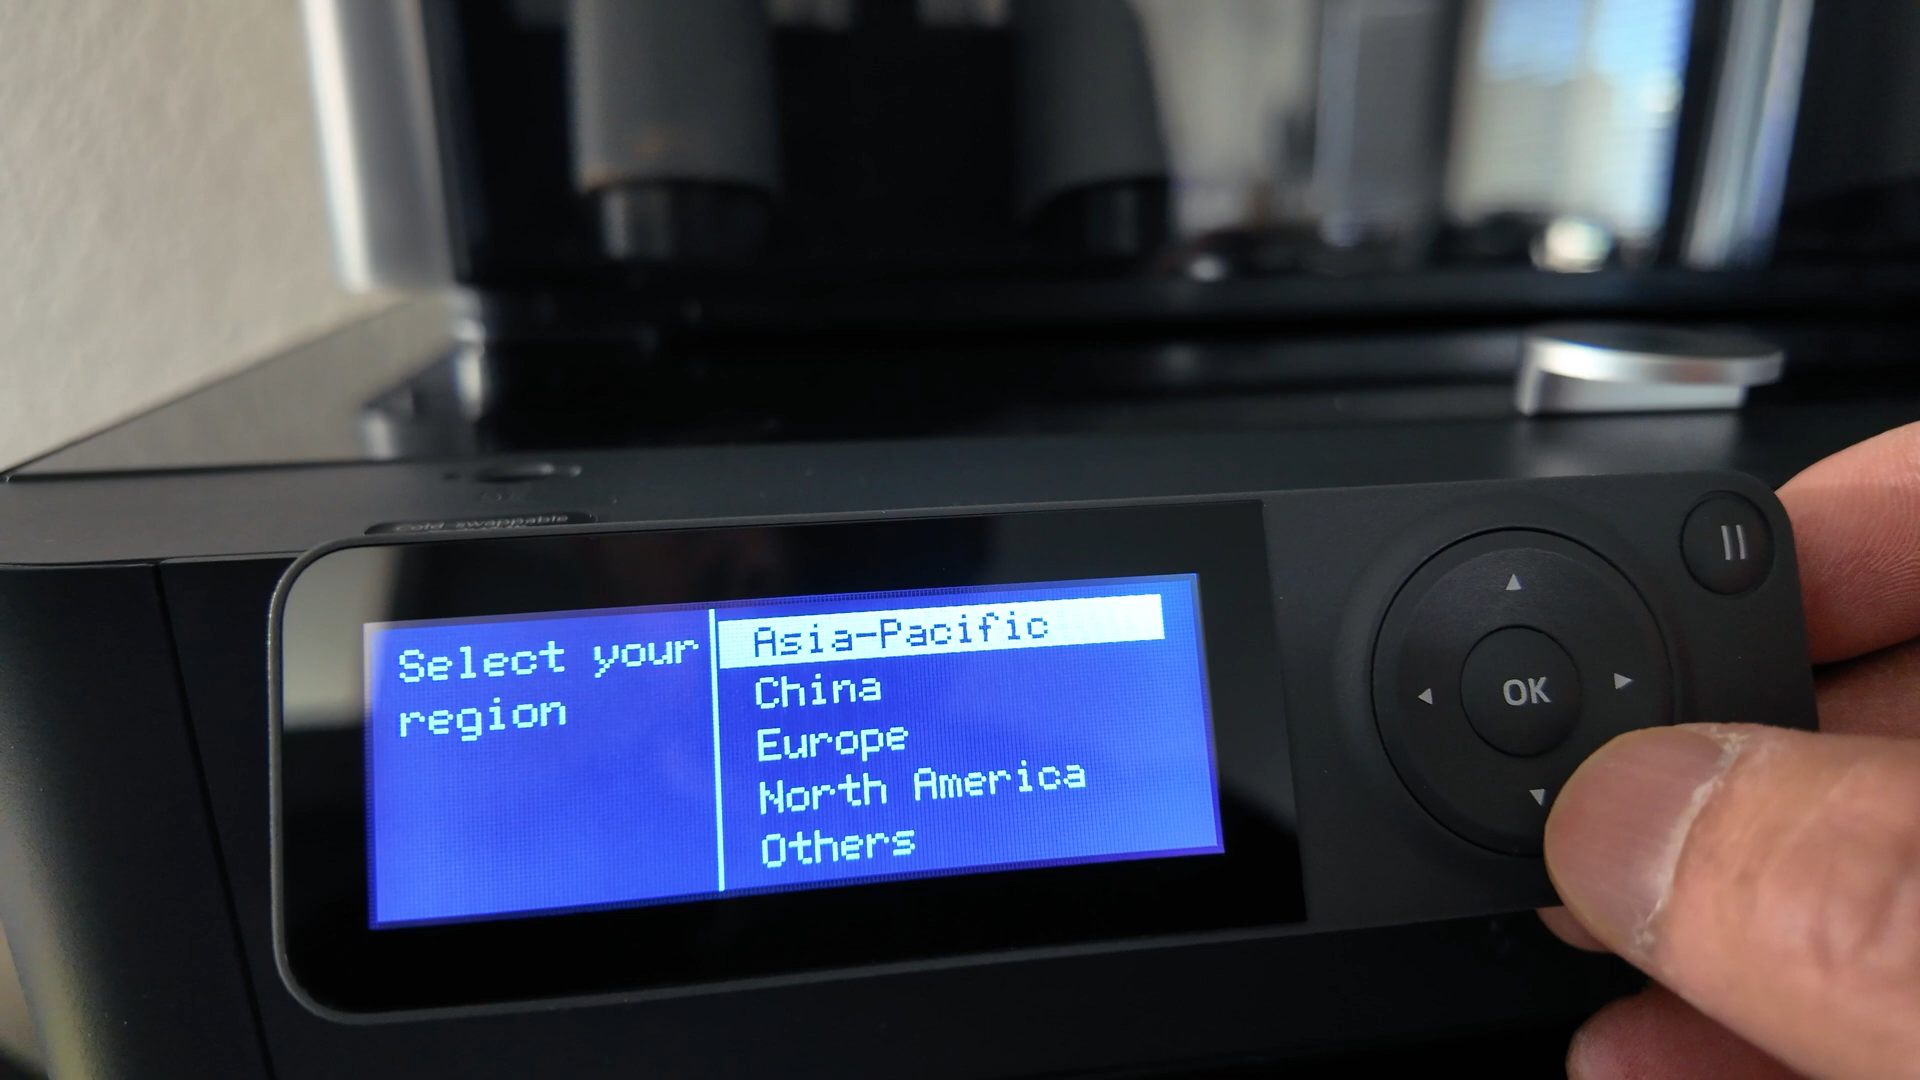 Cold-swappable
Select your
region
Asia-Pacific
China
Europe
North America
Others
OK